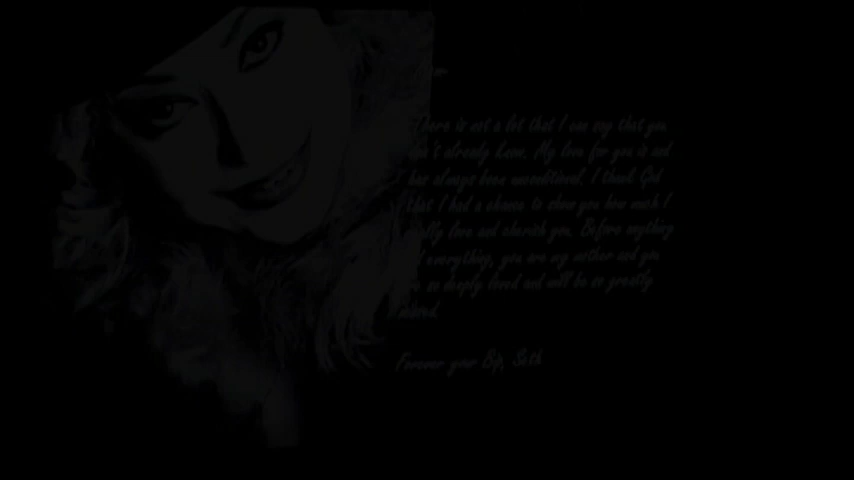 There is not a lot that I can say that you
don't already know. My love for you is and
has always been unconditional. I thank God
that I had a chance to show you how much I
really love and cherish you. Before anything
and everything, you are my mother and you
are so deeply loved and will be so greatly
missed.
Forever your Bip, Seth